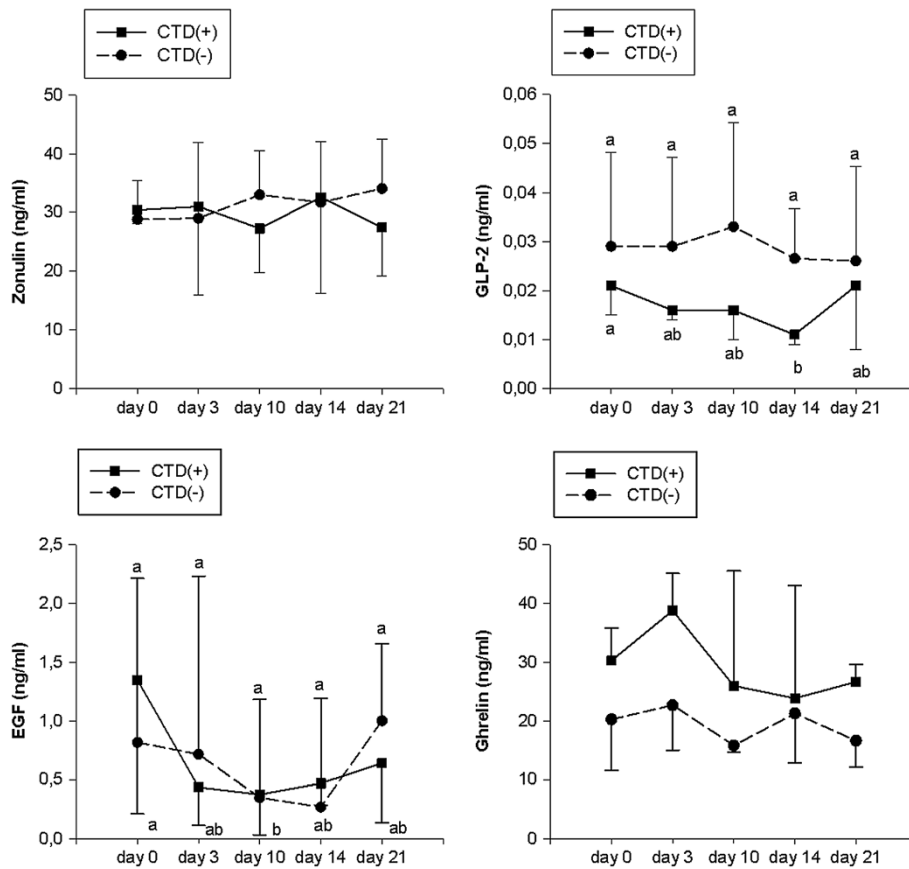 CTD(+)
CTD(-)
Zonulin (ng/ml)
50
40
30
20
10
0
day 0 day 3 day 10 day 14 day 21
CTD(+)
CTD(-)
GLP-2 (ng/ml)
0,06
0,05
0,04
0,03
0,02
0,01
0,00
a a a a a
a ab ab b ab
day 0 day 3 day 10 day 14 day 21
CTD(+)
CTD(-)
EGF (ng/ml)
2,5
2,0
1,5
1,0
0,5
0,0
a a a a a
a ab b ab ab
day 0 day 3 day 10 day 14 day 21
CTD(+)
CTD(-)
Ghrelin (ng/ml)
50
40
30
20
10
0
day 0 day 3 day 10 day 14 day 21